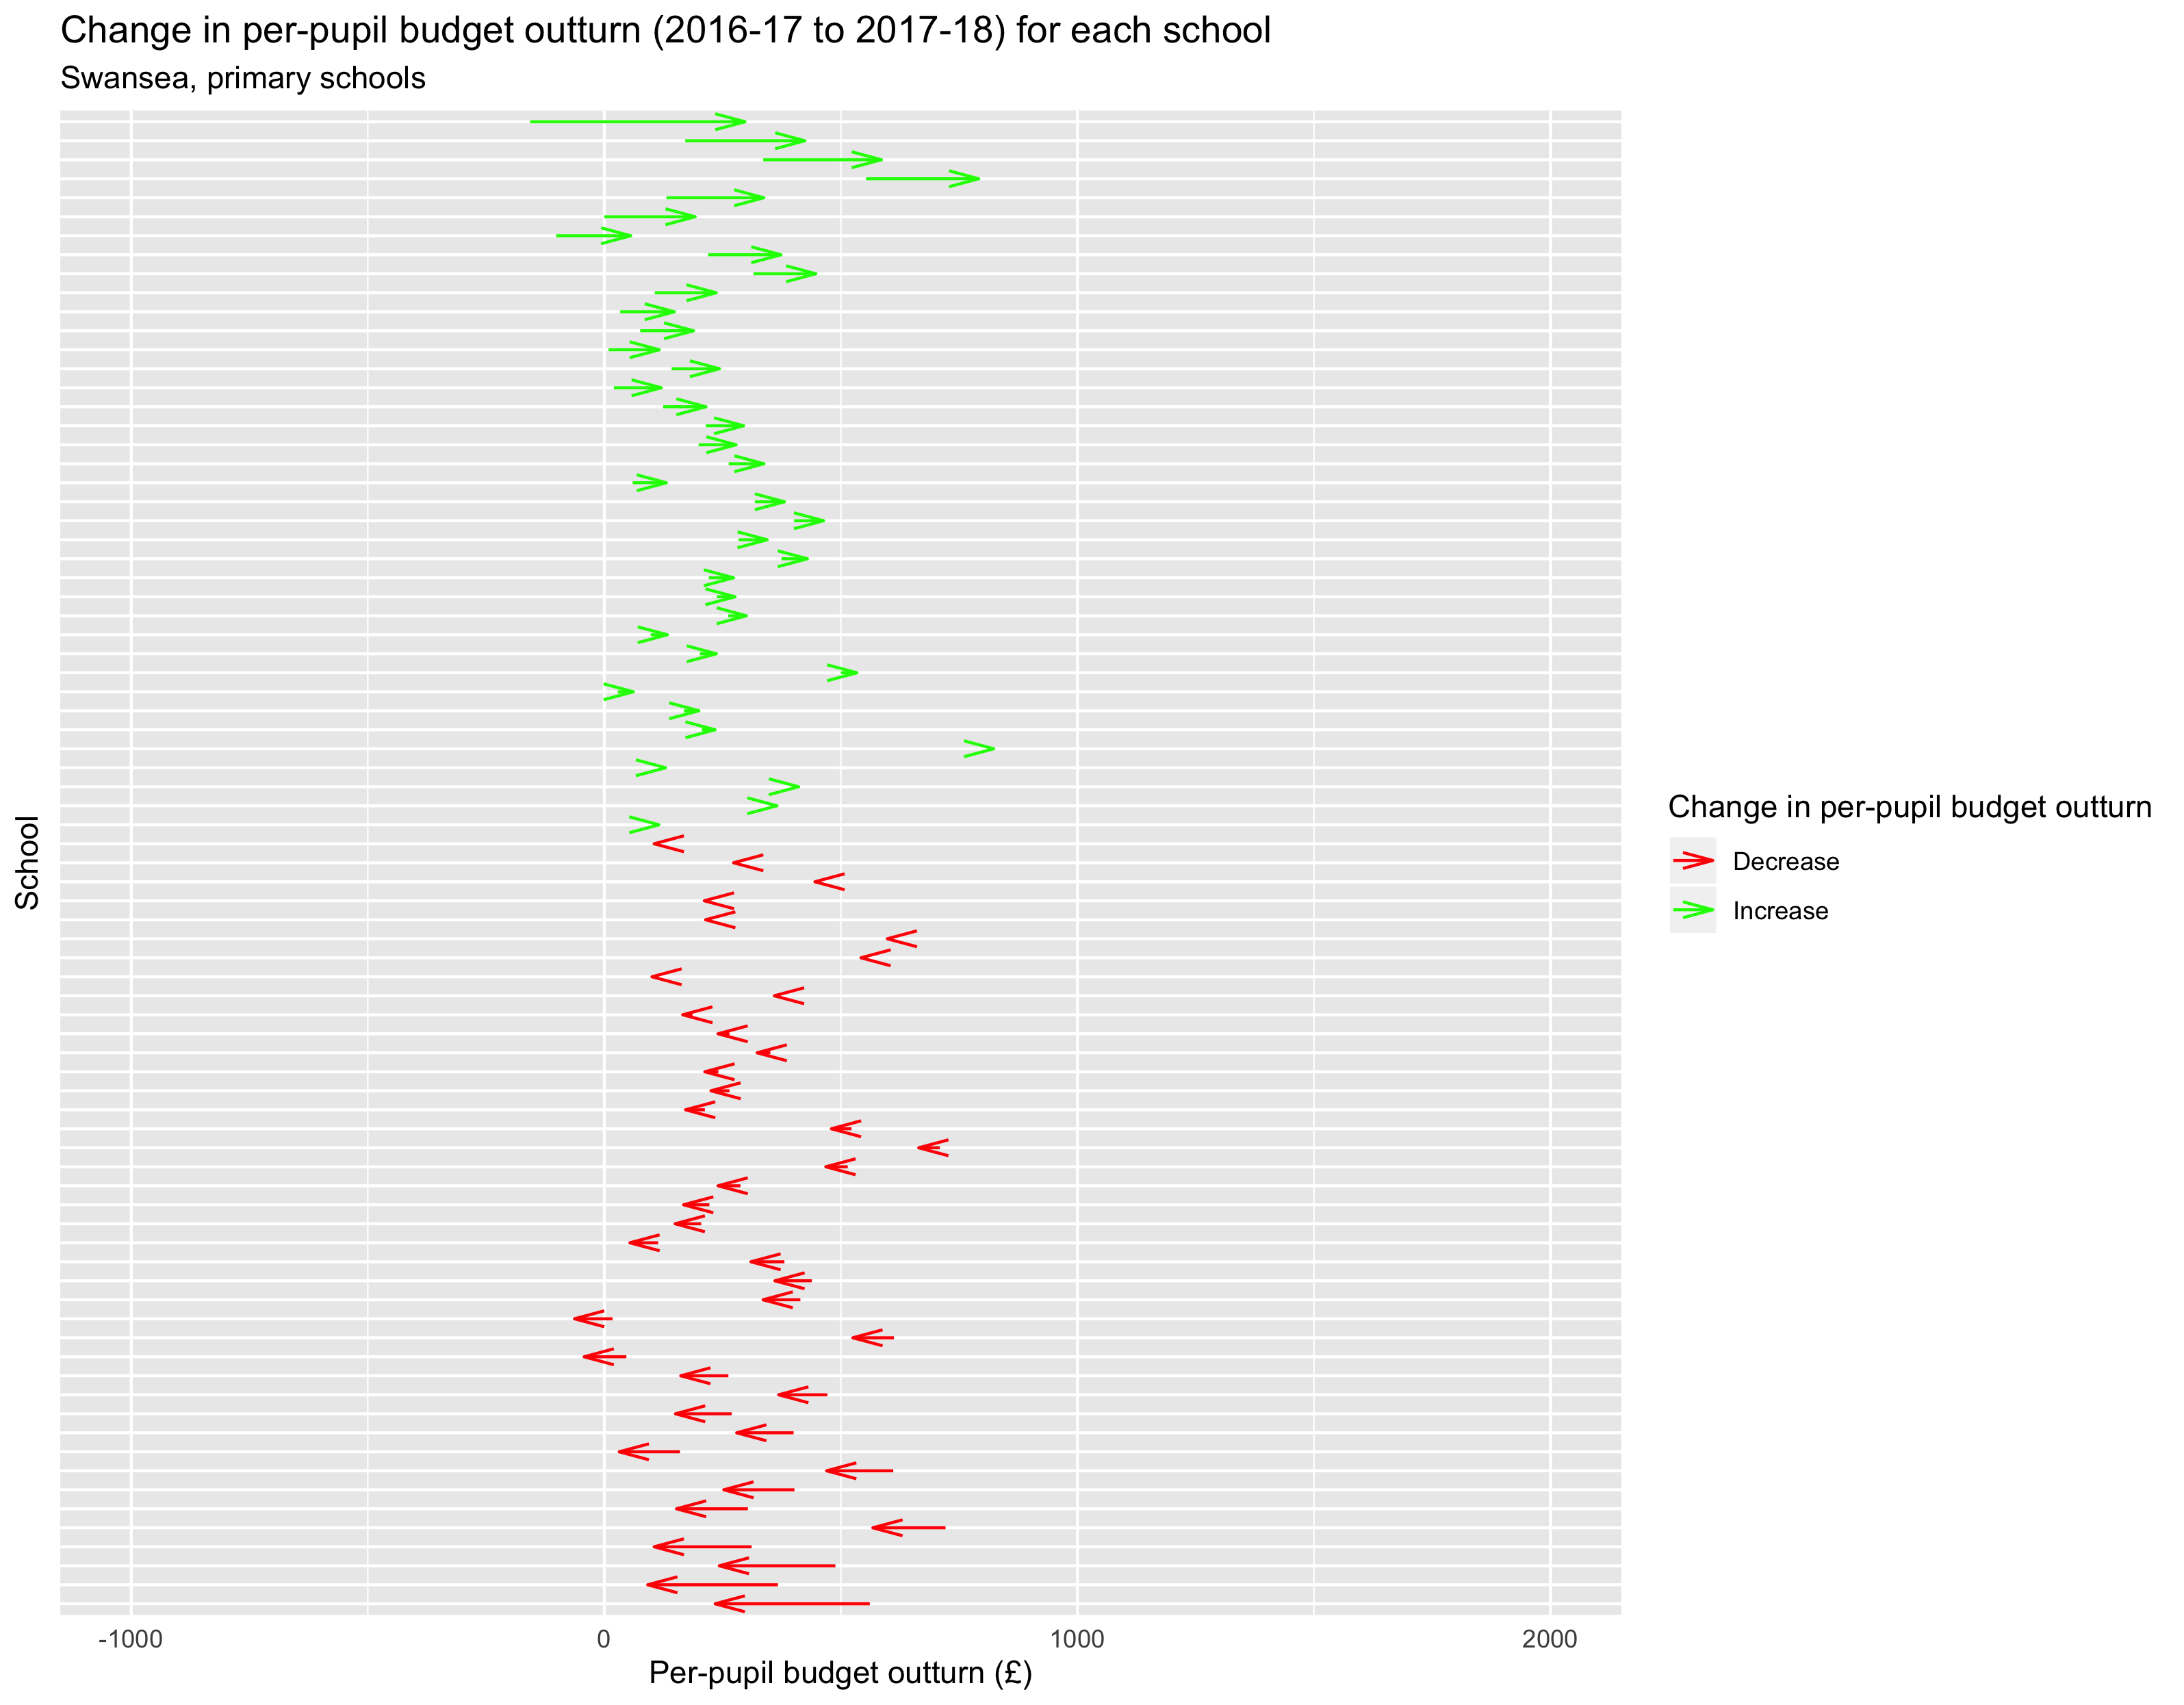 Change in per-pupil budget outturn (2016-17 to 2017-18) for each school
Swansea, primary schools
School
Change in per-pupil budget outturn
Decrease
Increase
-1000
0
1000
2000
Per-pupil budget outturn (£)